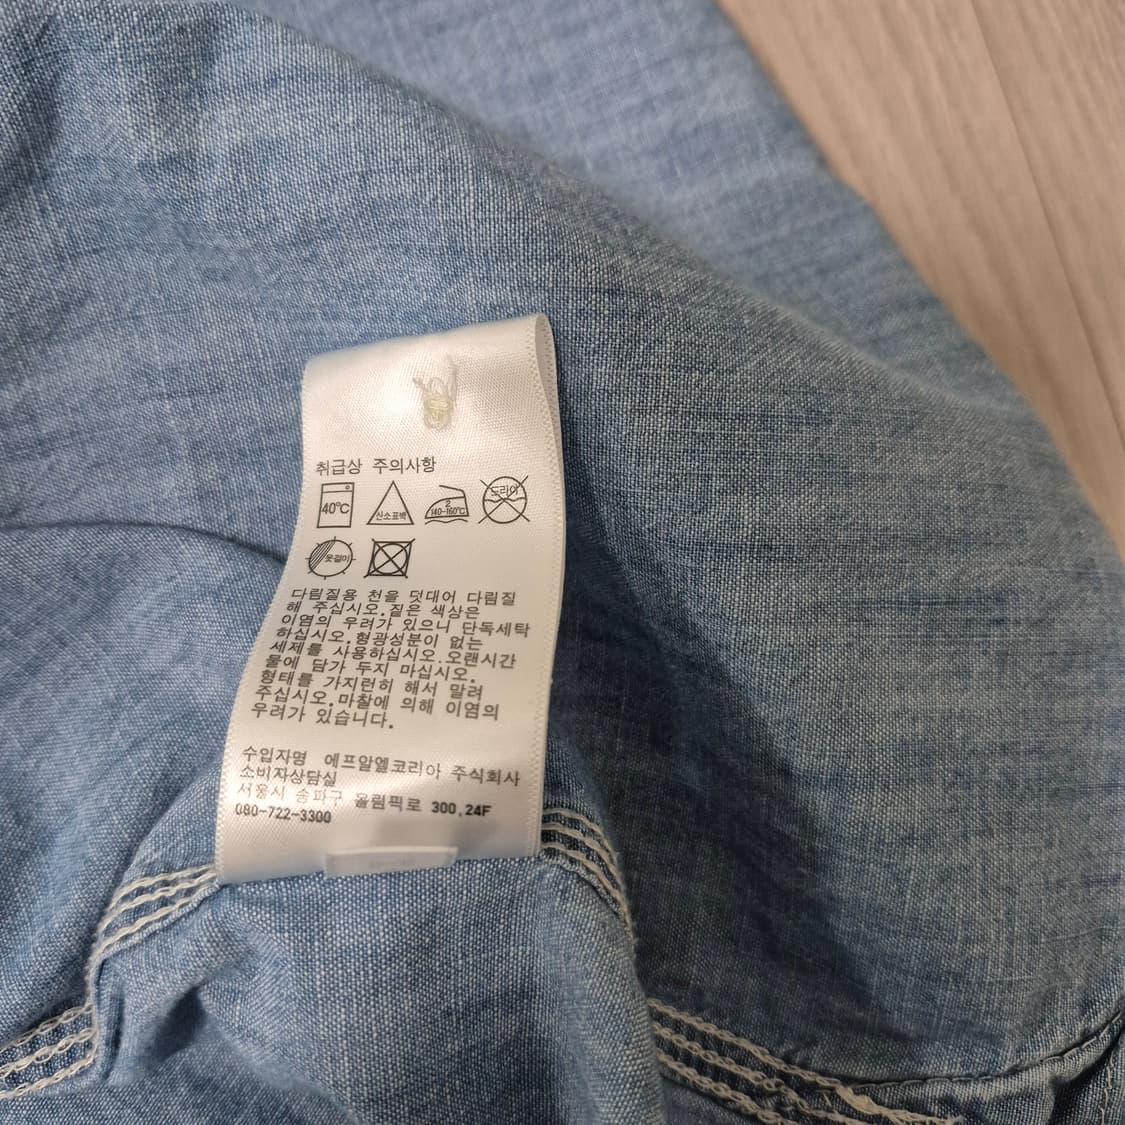 취급상 주의사항
40℃
산소표백
2
140-160℃
드라이
옷걸이
다림질용 천을 덧대어 다림질
해 주십시오.짙은 색상은
이염의 우려가 있으니 단독세탁
하십시오.형광성분이 없는
세제를 사용하십시오.오랜시간
물에 담가 두지 마십시오.
형태를 가지런히 해서 말려
주십시오.마찰에 의해 이염의
우려가 있습니다.
수입자명 에프알엘코리아 주식회사
소비자상담실
서울시 송파구 올림픽로 300,24F
080-722-3300